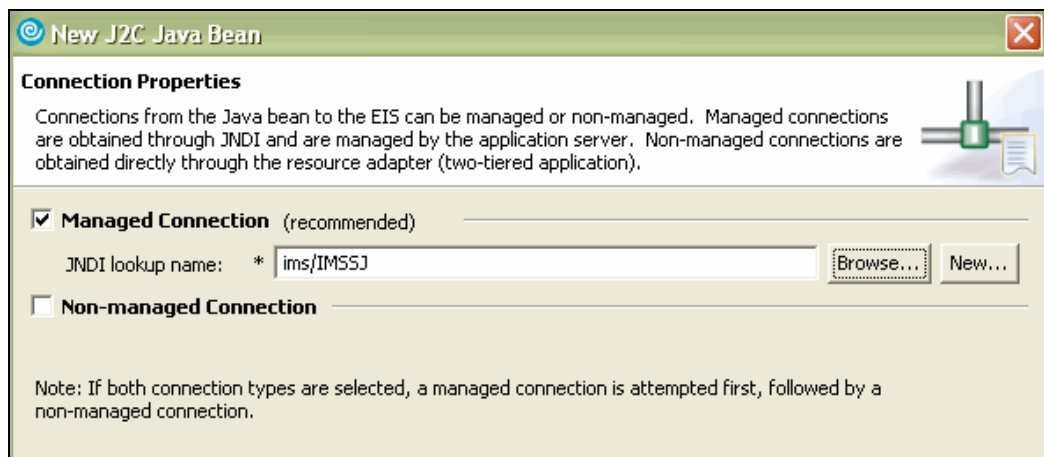 New J2C Java Bean
Connection Properties
Connections from the Java bean to the EIS can be managed or non-managed. Managed connections
are obtained through JNDI and are managed by the application server. Non-managed connections are
obtained directly through the resource adapter (two-tiered application).
Managed Connection (recommended)
JNDI lookup name: * ims/IMSSJ Browse... New...
Non-managed Connection
Note: If both connection types are selected, a managed connection is attempted first, followed by a
non-managed connection.